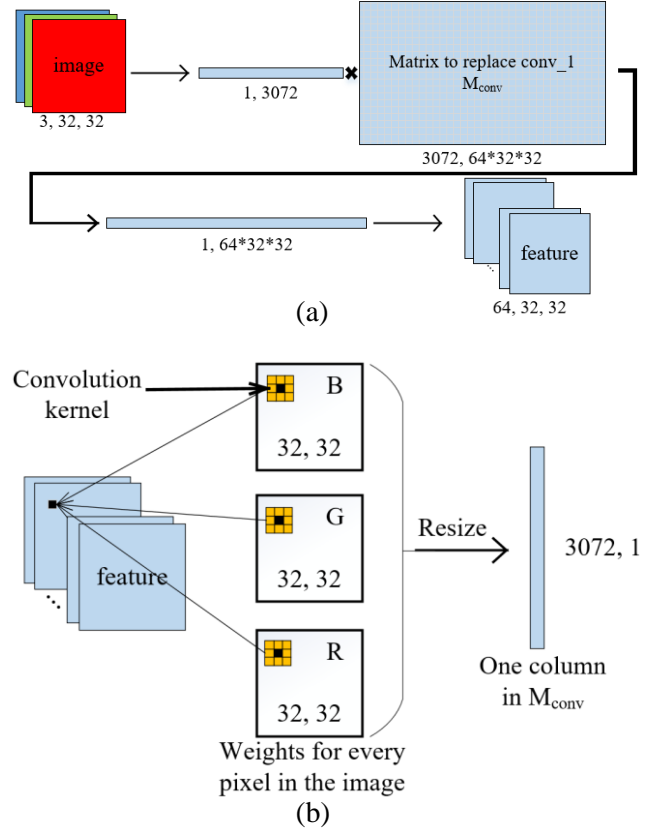 image
3, 32, 32
1, 3072
Matrix to replace conv_1
Mconv
3072, 64*32*32
1, 64*32*32
feature
64, 32, 32
(a)
Convolution
kernel
B
32, 32
G
32, 32
R
32, 32
feature
Resize
3072, 1
One column
in Mconv
Weights for every
pixel in the image
(b)